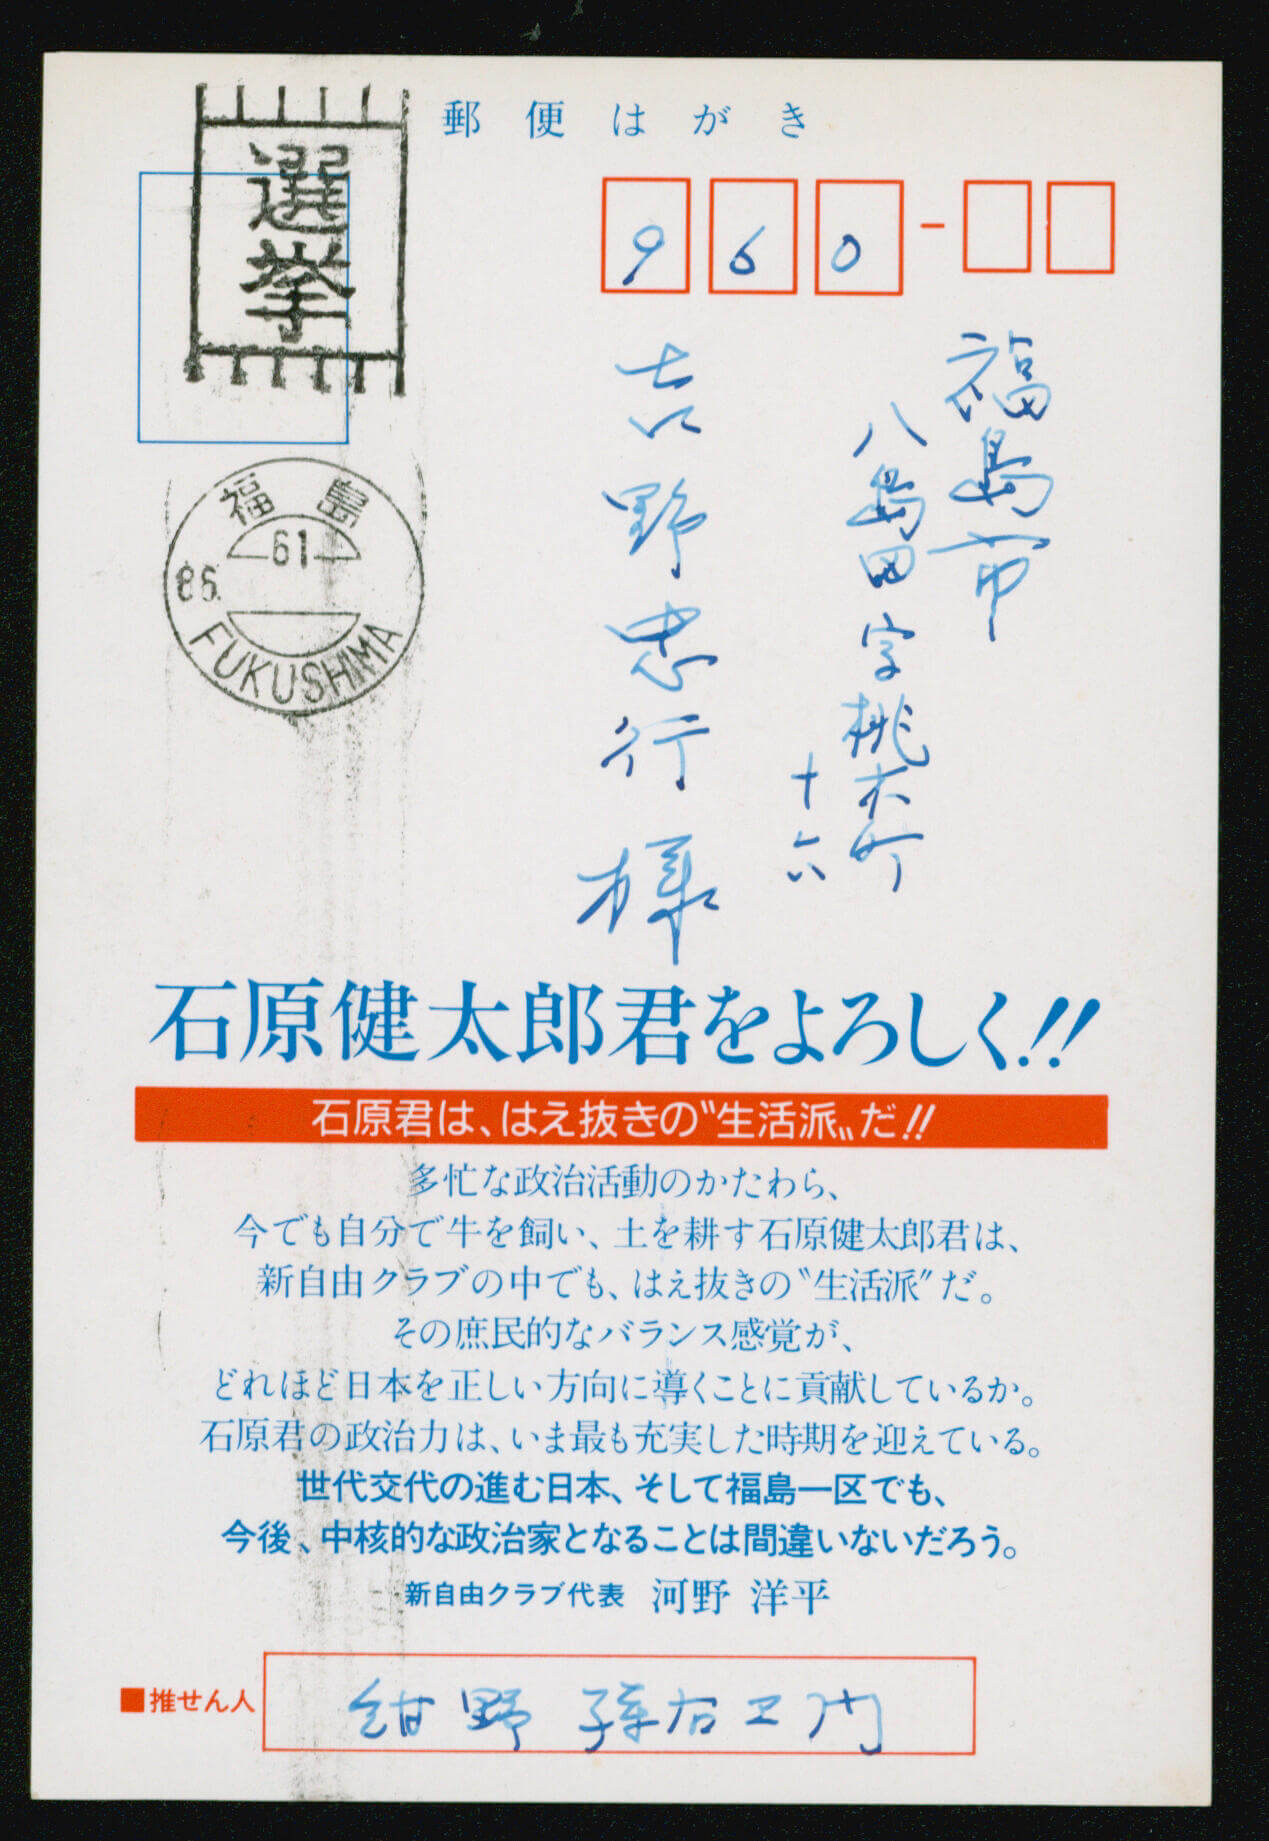 郵便はがき
選挙
960-
福島
61
86.
FUKUSHIMA
福島市
八島田字桃木町
十六
吉野忠行様
石原健太郎君をよろしく!!
石原君は、はえ抜きの〝生活派〟だ!!
多忙な政治活動のかたわら、
今でも自分で牛を飼い、土を耕す石原健太郎君は、
新自由クラブの中でも、はえ抜きの〝生活派〟だ。
その庶民的なバランス感覚が、
どれほど日本を正しい方向に導くことに貢献しているか。
石原君の政治力は、いま最も充実した時期を迎えている。
世代交代の進む日本、そして福島一区でも、
今後、中核的な政治家となることは間違いないだろう。
新自由クラブ代表 河野 洋平
■推せん人 紺野 孫右エ门